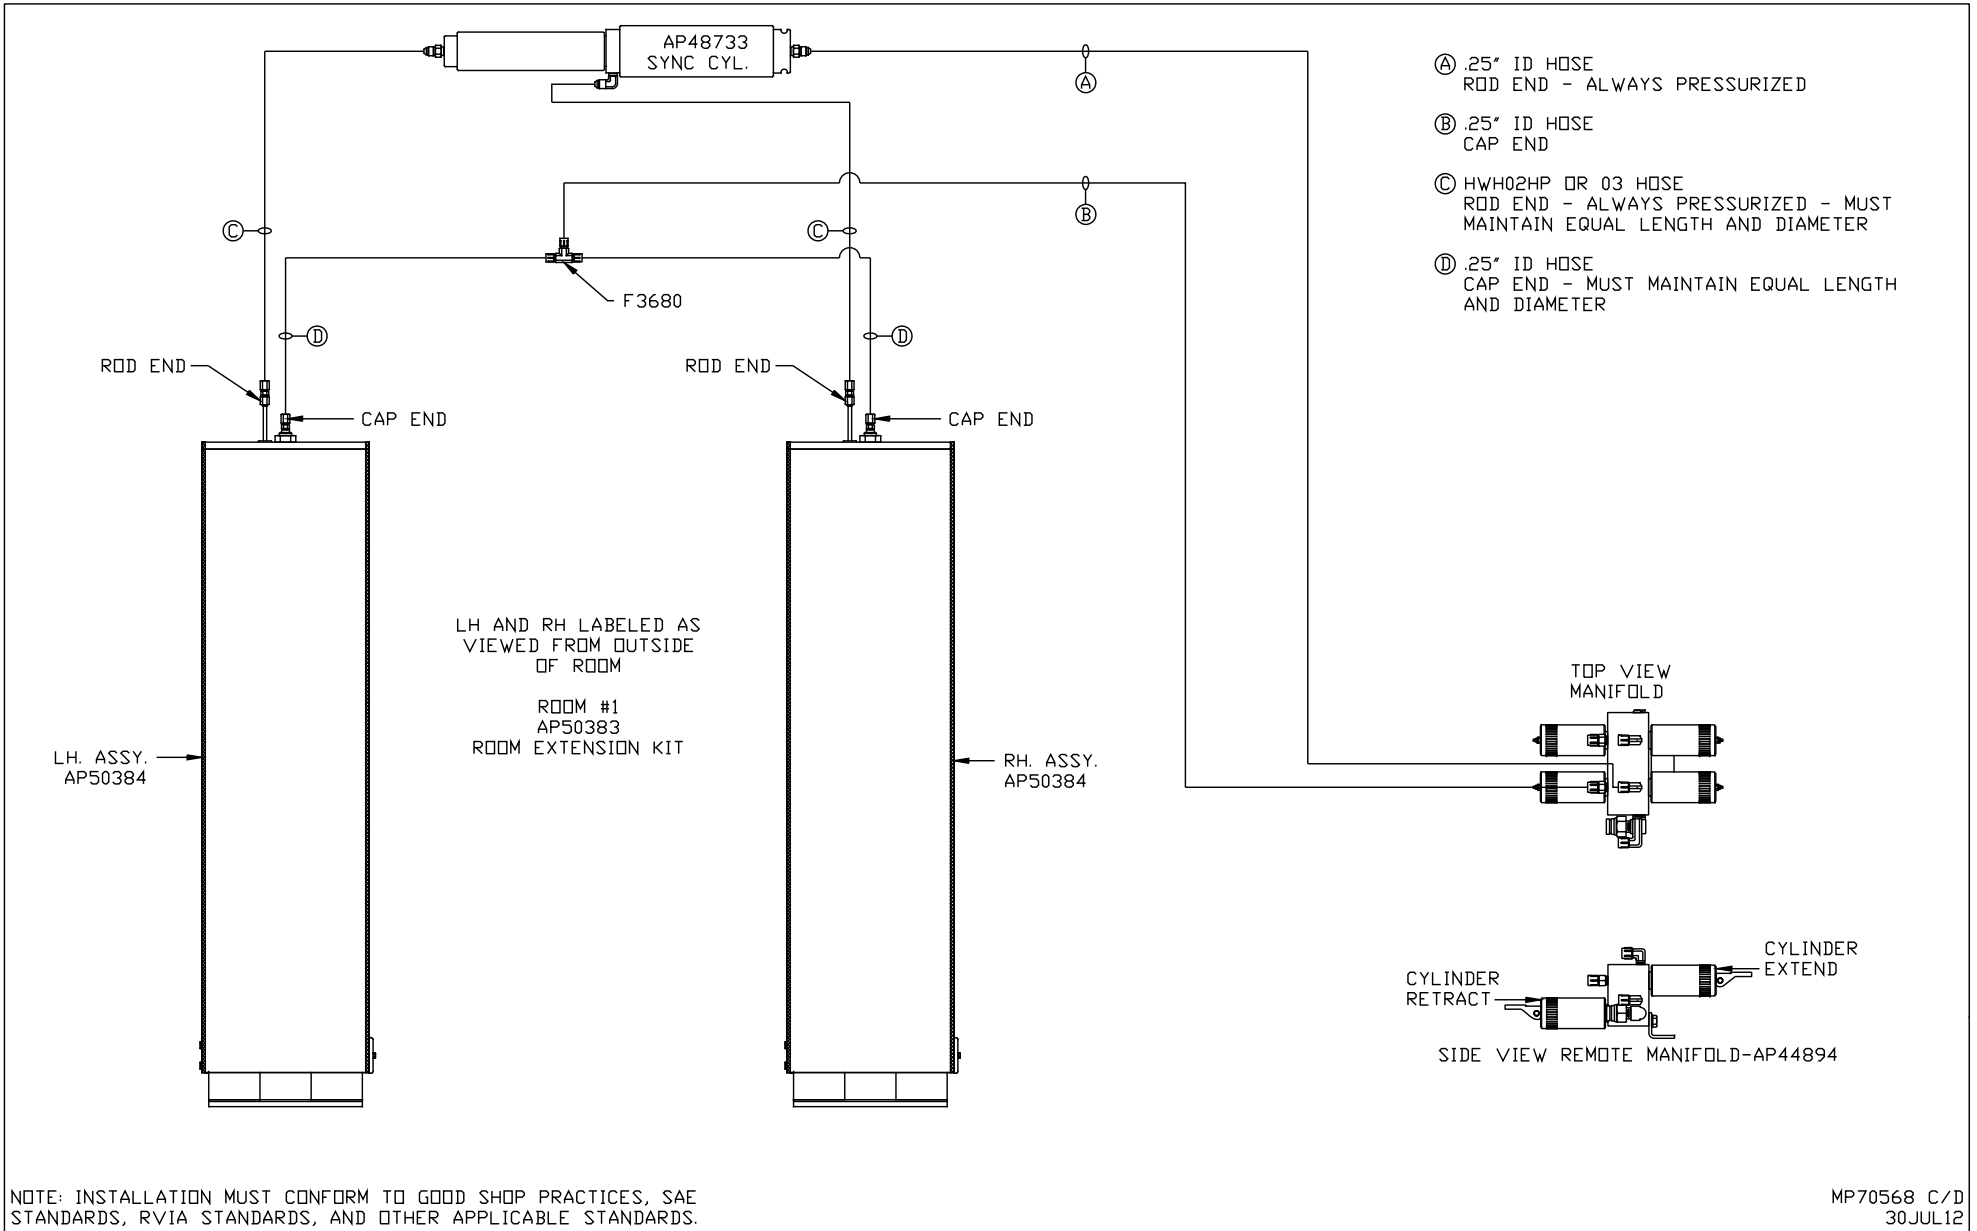 AP48733
SYNC CYL.
A
B
C
C
D
D
F3680
ROD END
CAP END
ROD END
CAP END
A .25" ID HOSE
ROD END - ALWAYS PRESSURIZED
B .25" ID HOSE
CAP END
C HWH02HP OR 03 HOSE
ROD END - ALWAYS PRESSURIZED - MUST
MAINTAIN EQUAL LENGTH AND DIAMETER
D .25" ID HOSE
CAP END - MUST MAINTAIN EQUAL LENGTH
AND DIAMETER
LH AND RH LABELED AS
VIEWED FROM OUTSIDE
OF ROOM
ROOM #1
AP50383
ROOM EXTENSION KIT
LH. ASSY.
AP50384
RH. ASSY.
AP50384
TOP VIEW
MANIFOLD
CYLINDER
EXTEND
CYLINDER
RETRACT
SIDE VIEW REMOTE MANIFOLD-AP44894
NOTE: INSTALLATION MUST CONFORM TO GOOD SHOP PRACTICES, SAE
STANDARDS, RVIA STANDARDS, AND OTHER APPLICABLE STANDARDS.
MP70568 C/D
30JUL12